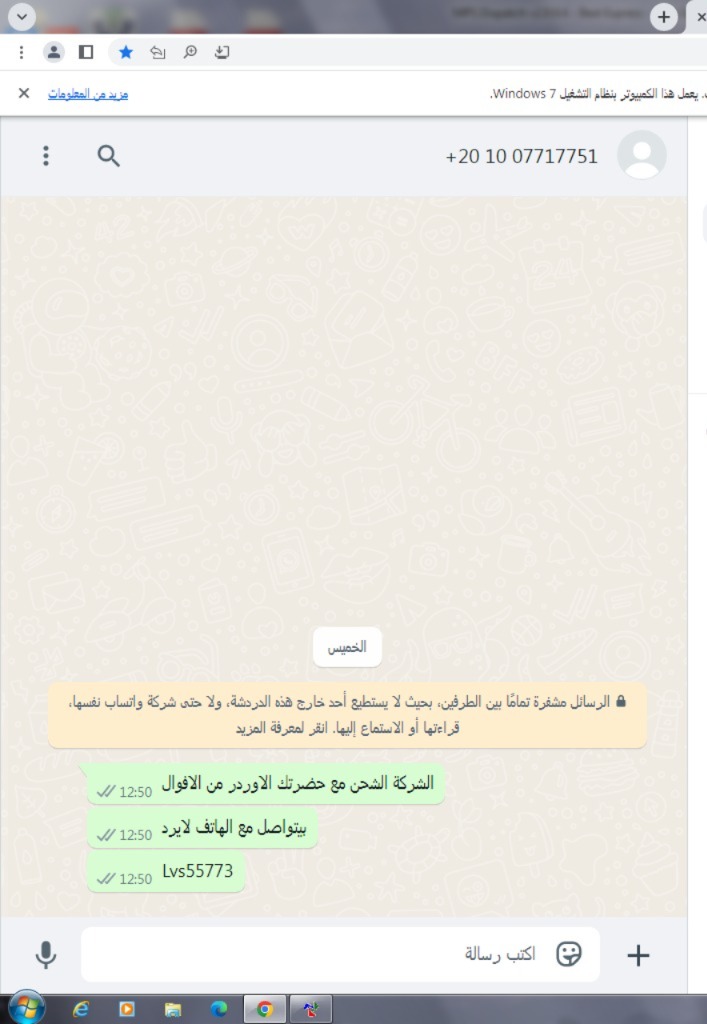 يعمل هذا الكمبيوتر بنظام التشغيل Windows 7. مزيد من المعلومات
+20 10 07717751
الخميس
الرسائل مشفرة تمامًا بين الطرفين، بحيث لا يستطيع أحد خارج هذه الدردشة، ولا حتى شركة واتساب نفسها،
قراءتها أو الاستماع إليها. انقر لمعرفة المزيد
الشركة الشحن مع حضرتك الاوردر من الافوال 12:50
بيتواصل مع الهاتف لايرد 12:50
Lvs55773 12:50
اكتب رسالة